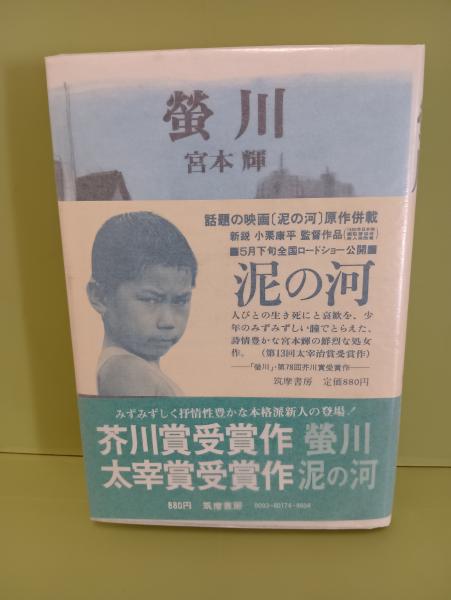 螢川
宮本輝
話題の映画〔泥の河〕原作併載
新鋭 小栗康平 監督作品
■5月下旬全国ロードショー公開■
泥の河
人びとの生き死にと哀歓を、少
年のみずみずしい瞳でとらえた、
詩情豊かな宮本輝の鮮烈な処女
作。（第13回太宰治賞受賞作）
──「螢川」・第78回芥川賞受賞作──
筑摩書房 定価880円
みずみずしく抒情性豊かな本格派新人の登場！
芥川賞受賞作 螢川
太宰賞受賞作 泥の河
880円 筑摩書房 0093-80174-4604